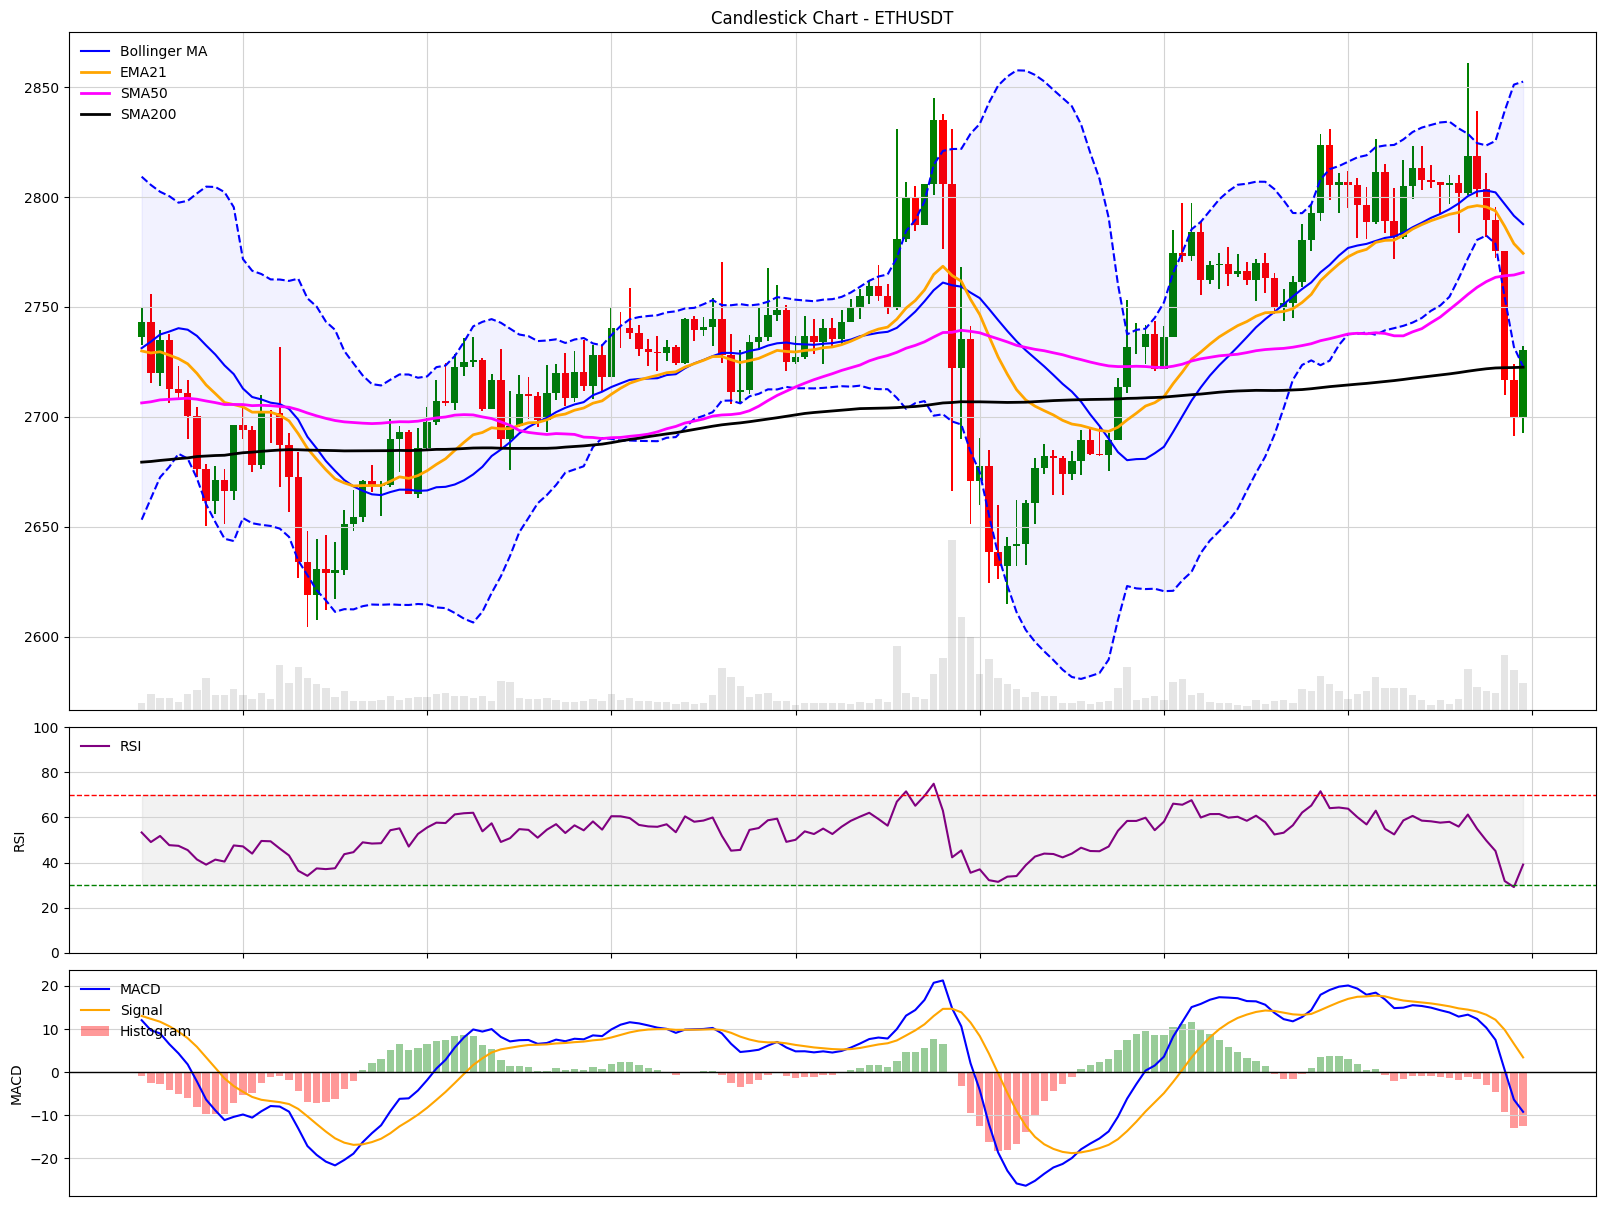 Candlestick Chart - ETHUSDT
Bollinger MA
EMA21
SMA50
SMA200
2850
2800
2750
2700
2650
2600
RSI
100
80
60
40
20
0
RSI
MACD
Signal
Histogram
20
10
0
−10
−20
MACD